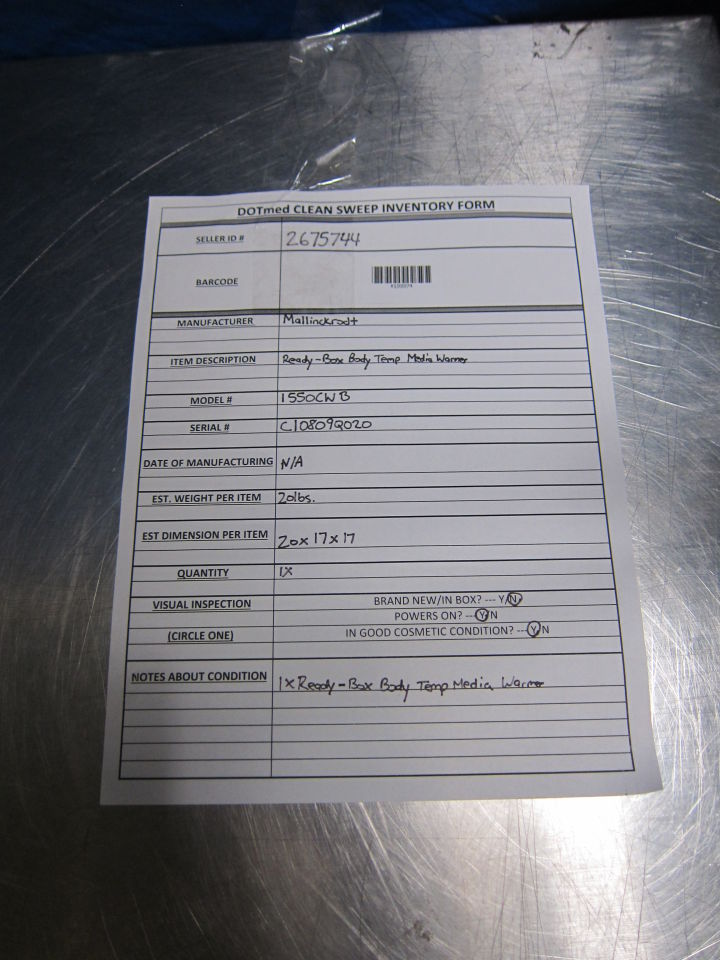 DOTmed CLEAN SWEEP INVENTORY FORM
SELLER ID # 2675744
BARCODE
MANUFACTURER Mallinckrodt
ITEM DESCRIPTION Ready-Box Body Temp Media Warmer
MODEL # 1550CWB
SERIAL # C10809Q020
DATE OF MANUFACTURING N/A
EST. WEIGHT PER ITEM 20lbs.
EST DIMENSION PER ITEM 20x17x17
QUANTITY 1X
VISUAL INSPECTION BRAND NEW/IN BOX? --- Y/N
POWERS ON? ---Y/N
(CIRCLE ONE) IN GOOD COSMETIC CONDITION? ---Y/N
NOTES ABOUT CONDITION 1x Ready-Box Body Temp Media Warmer